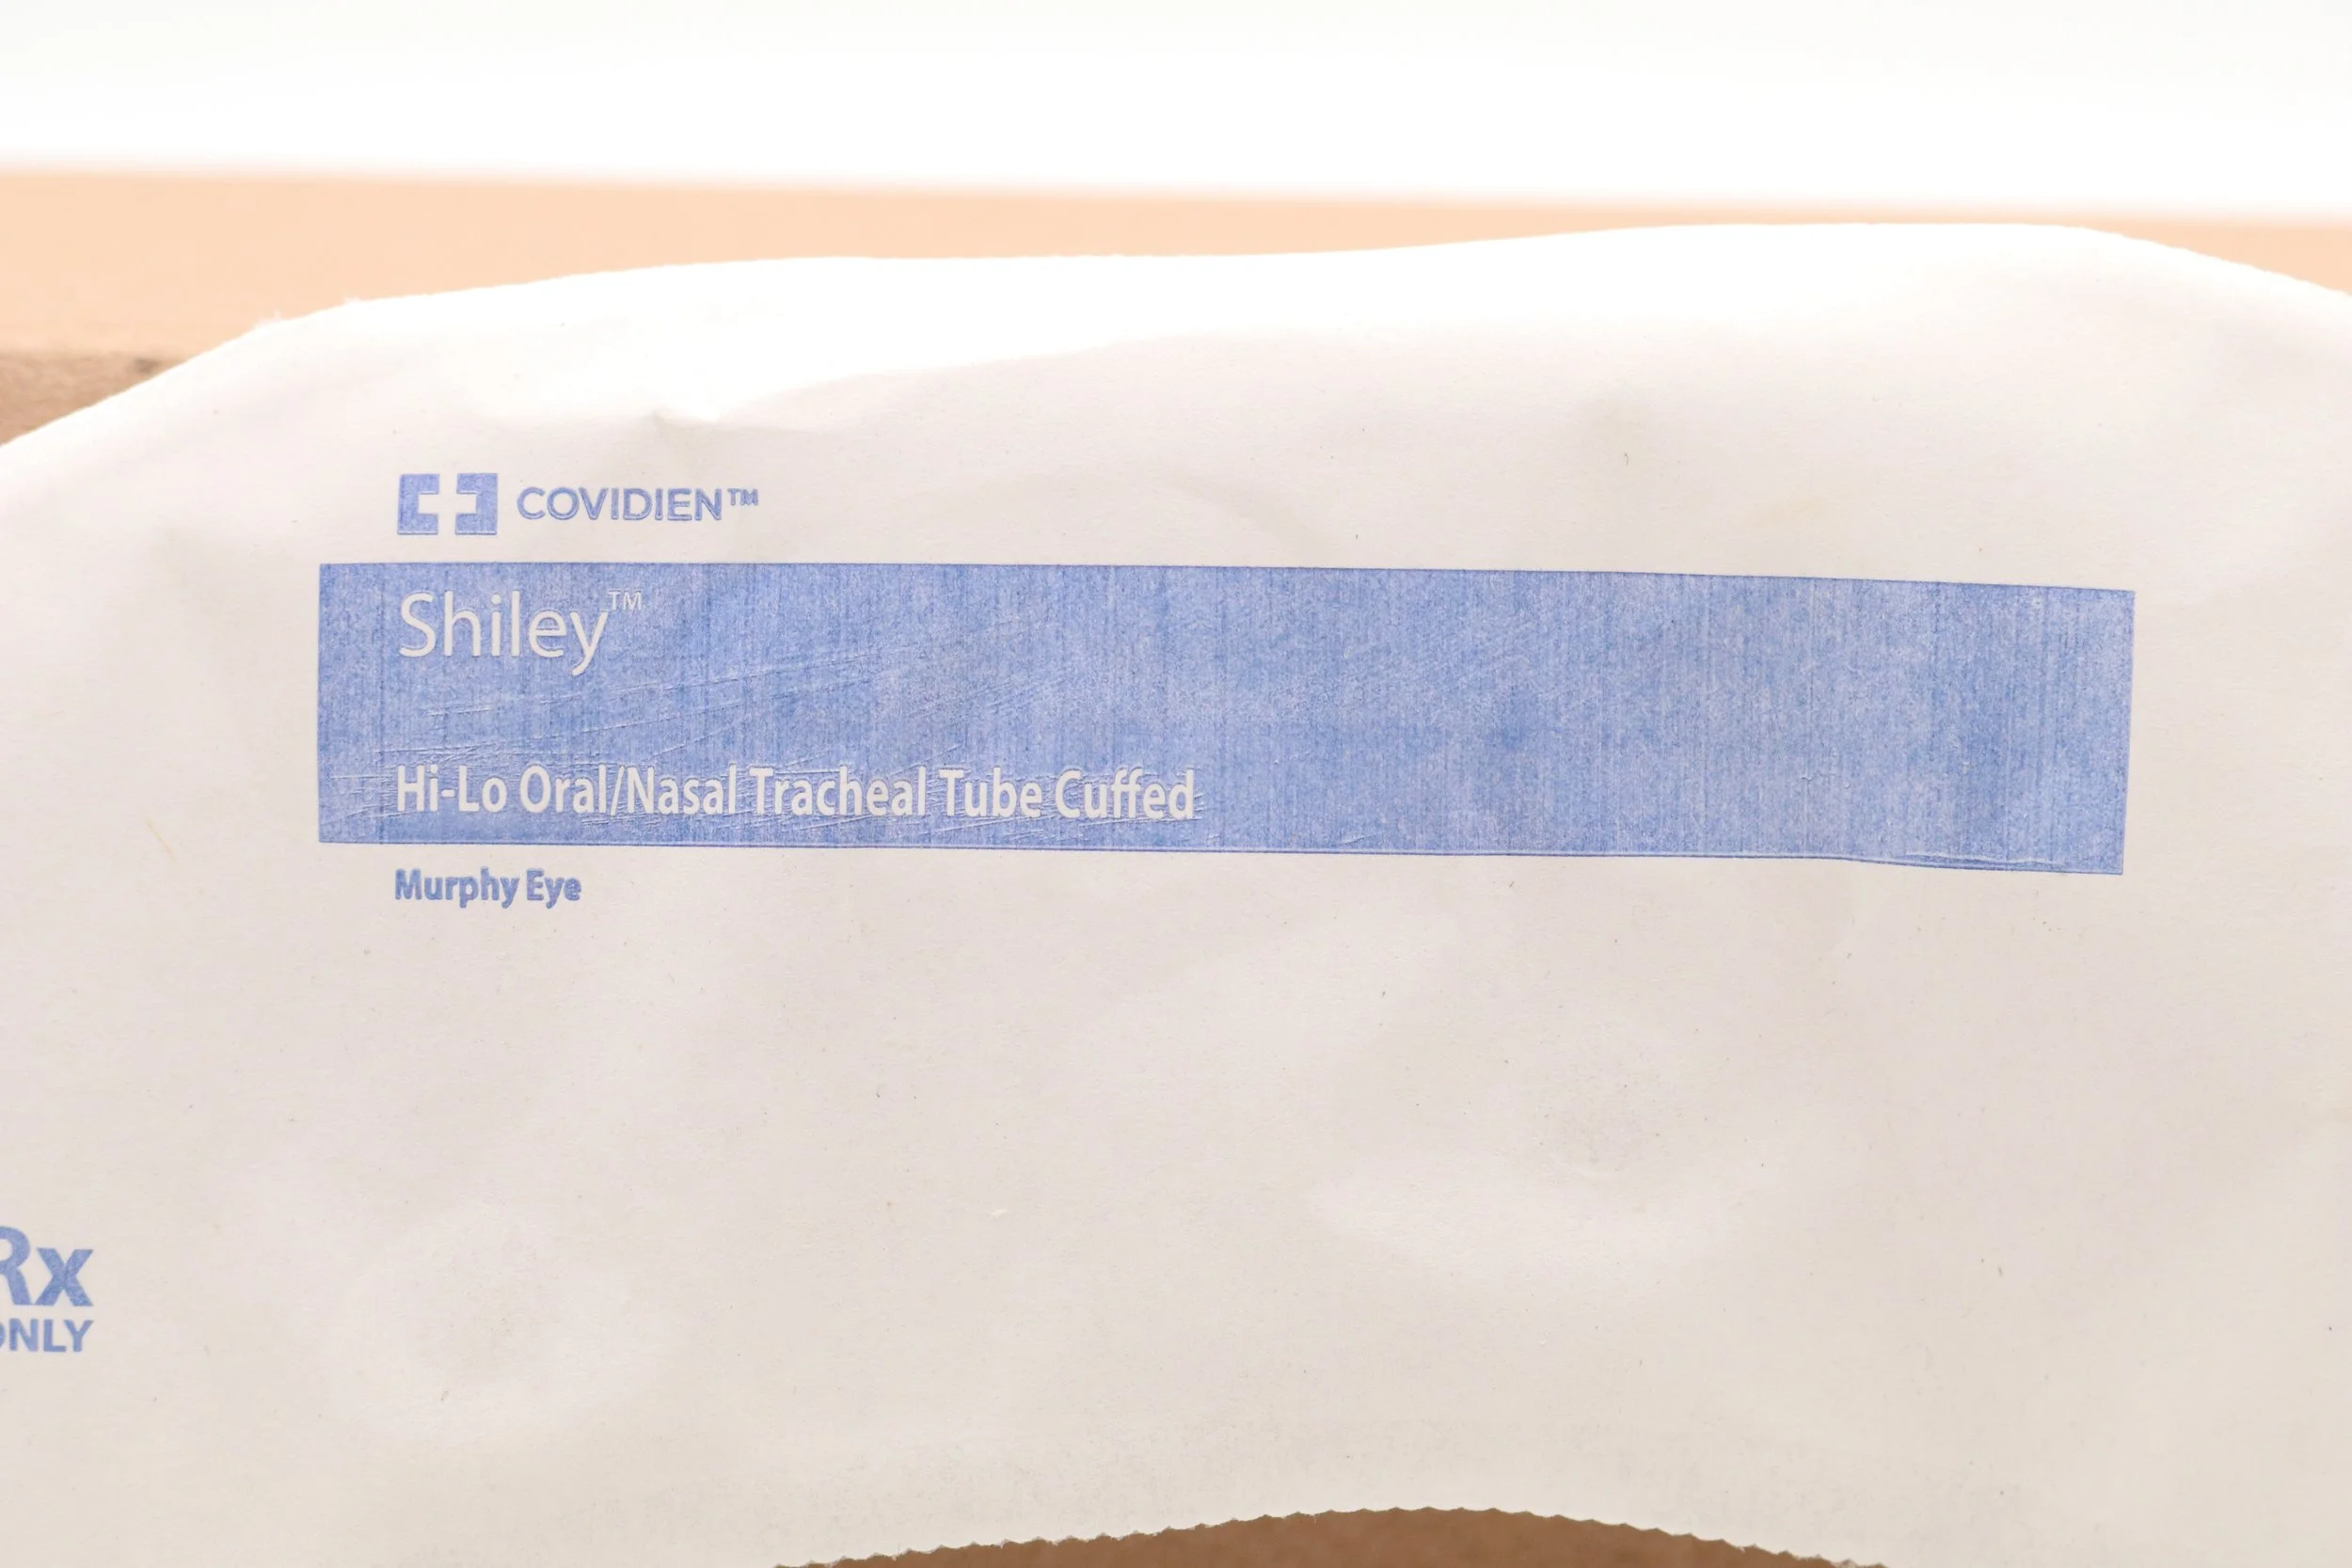 COVIDIEN™
Shiley™
Hi-Lo Oral/Nasal Tracheal Tube Cuffed
Murphy Eye
Rx
ONLY